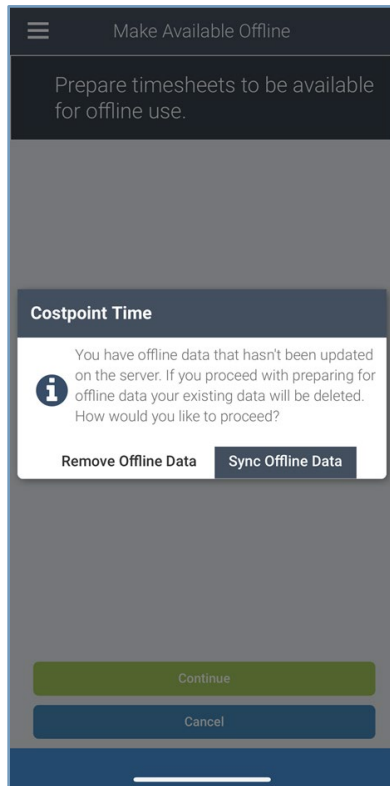 Make Available Offline
Prepare timesheets to be available
for offline use.
Costpoint Time
You have offline data that hasn't been updated
on the server. If you proceed with preparing for
offline data your existing data will be deleted.
How would you like to proceed?
Remove Offline Data Sync Offline Data
Continue
Cancel